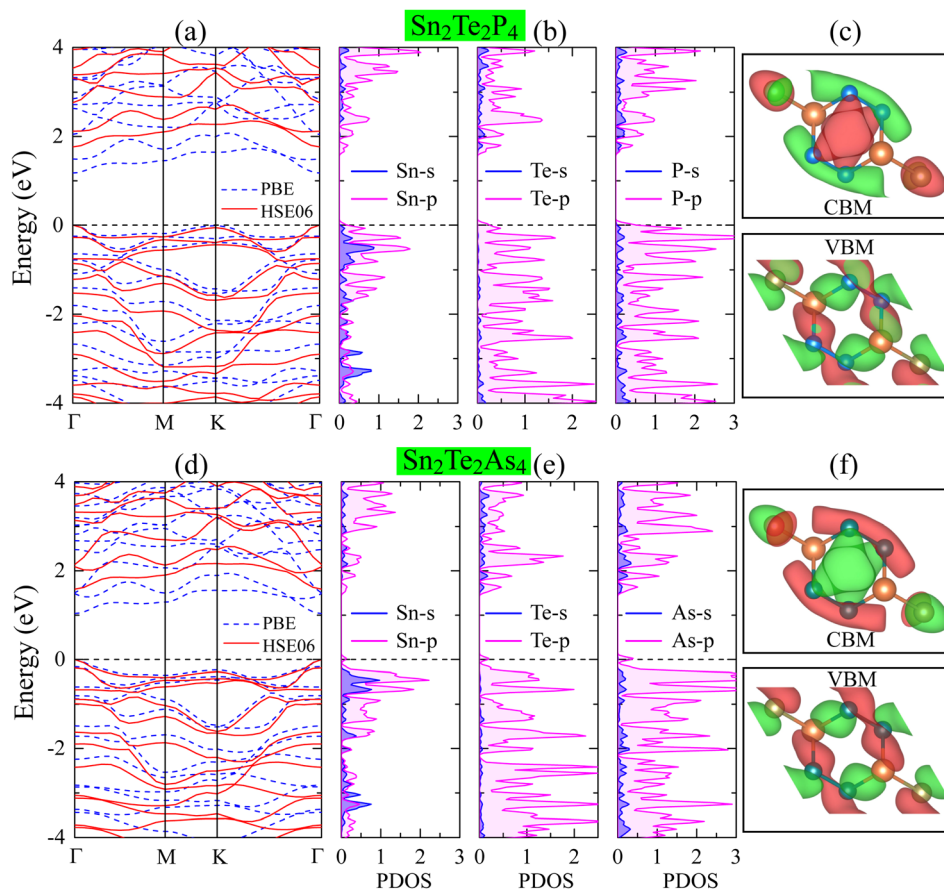 Sn₂Te₂P₄
(a) (b) (c)
4
2
0
-2
-4
Energy (eV)
PBE
HSE06
Γ M K Γ
Sn-s
Sn-p
0 1 2 3
Te-s
Te-p
0 1 2
P-s
P-p
0 1 2 3
CBM
VBM
Sn₂Te₂As₄
(d) (e) (f)
4
2
0
-2
-4
Energy (eV)
PBE
HSE06
Γ M K Γ
Sn-s
Sn-p
0 1 2 3
PDOS
Te-s
Te-p
0 1 2
PDOS
As-s
As-p
0 1 2 3
PDOS
CBM
VBM